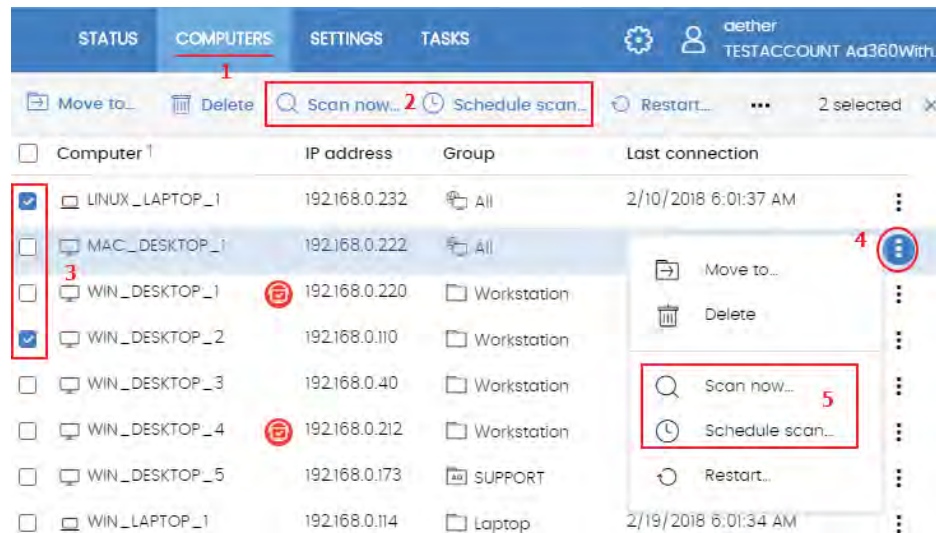 STATUS COMPUTERS SETTINGS TASKS aether
TESTACCOUNT Ad360With.
1
Move to... Delete Scan now... 2 Schedule scan... Restart... ... 2 selected ×
Computer ↑ IP address Group Last connection
LINUX_LAPTOP_1 192.168.0.232 All 2/10/2018 6:01:37 AM
MAC_DESKTOP_1 192.168.0.222 All 4
3 Move to...
WIN_DESKTOP_1 192.168.0.220 Workstation
Delete
WIN_DESKTOP_2 192.168.0.110 Workstation
WIN_DESKTOP_3 192.168.0.40 Workstation Scan now... 5
WIN_DESKTOP_4 192.168.0.212 Workstation Schedule scan...
WIN_DESKTOP_5 192.168.0.173 AD SUPPORT Restart...
WIN_LAPTOP_1 192.168.0.114 Laptop 2/19/2018 6:01:34 AM